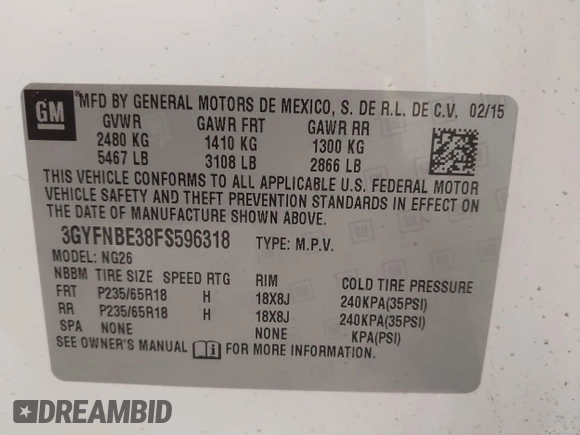 GM MFD BY GENERAL MOTORS DE MEXICO, S. DE R.L. DE C.V. 02/15
GVWR GAWR FRT GAWR RR
2480 KG 1410 KG 1300 KG
5467 LB 3108 LB 2866 LB
THIS VEHICLE CONFORMS TO ALL APPLICABLE U.S. FEDERAL MOTOR
VEHICLE SAFETY AND THEFT PREVENTION STANDARDS IN EFFECT ON
THE DATE OF MANUFACTURE SHOWN ABOVE.
3GYFNBE38FS596318 TYPE: M.P.V.
MODEL: NG26
NBBM TIRE SIZE SPEED RTG RIM COLD TIRE PRESSURE
FRT P235/65R18 H 18X8J 240KPA(35PSI)
RR P235/65R18 H 18X8J 240KPA(35PSI)
SPA NONE NONE KPA(PSI)
SEE OWNER'S MANUAL FOR MORE INFORMATION.
DREAMBID